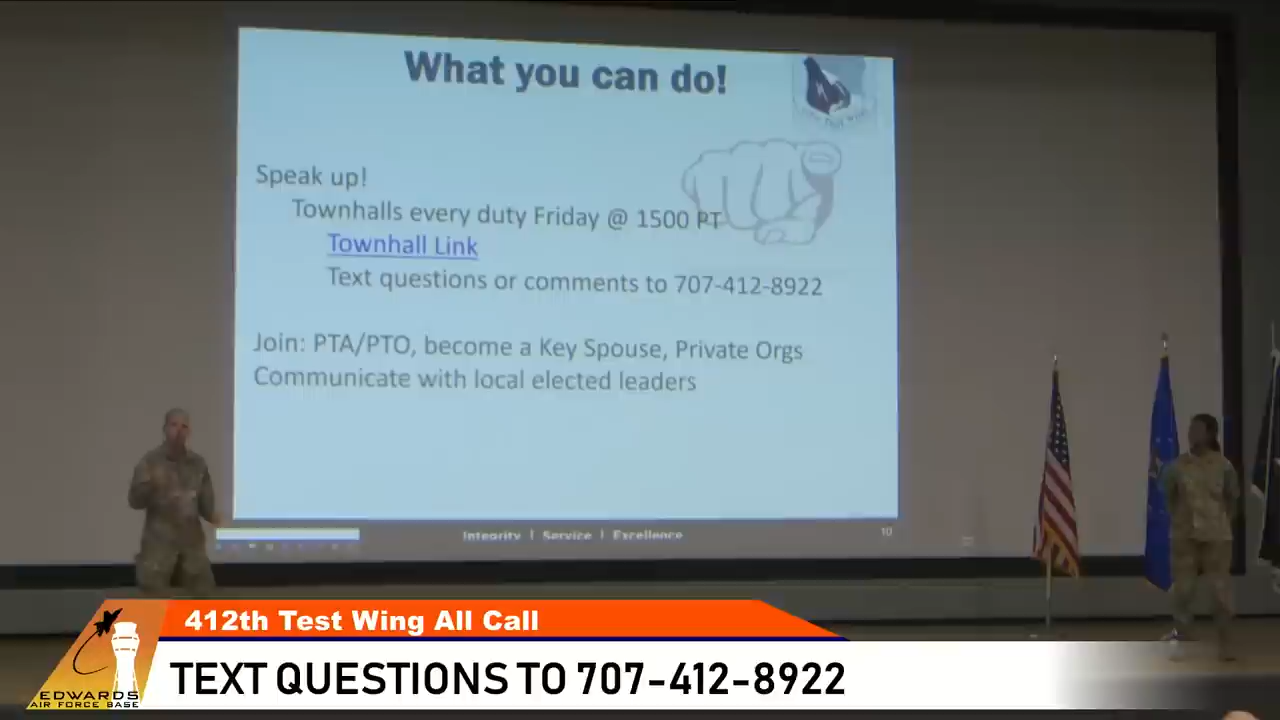 What you can do!
Speak up!
Townhalls every duty Friday @ 1500 PT
Townhall Link
Text questions or comments to 707-412-8922
Join: PTA/PTO, become a Key Spouse, Private Orgs
Communicate with local elected leaders
Integrity | Service | Excellence
10
412th Test Wing All Call
TEXT QUESTIONS TO 707-412-8922
EDWARDS
AIR FORCE BASE